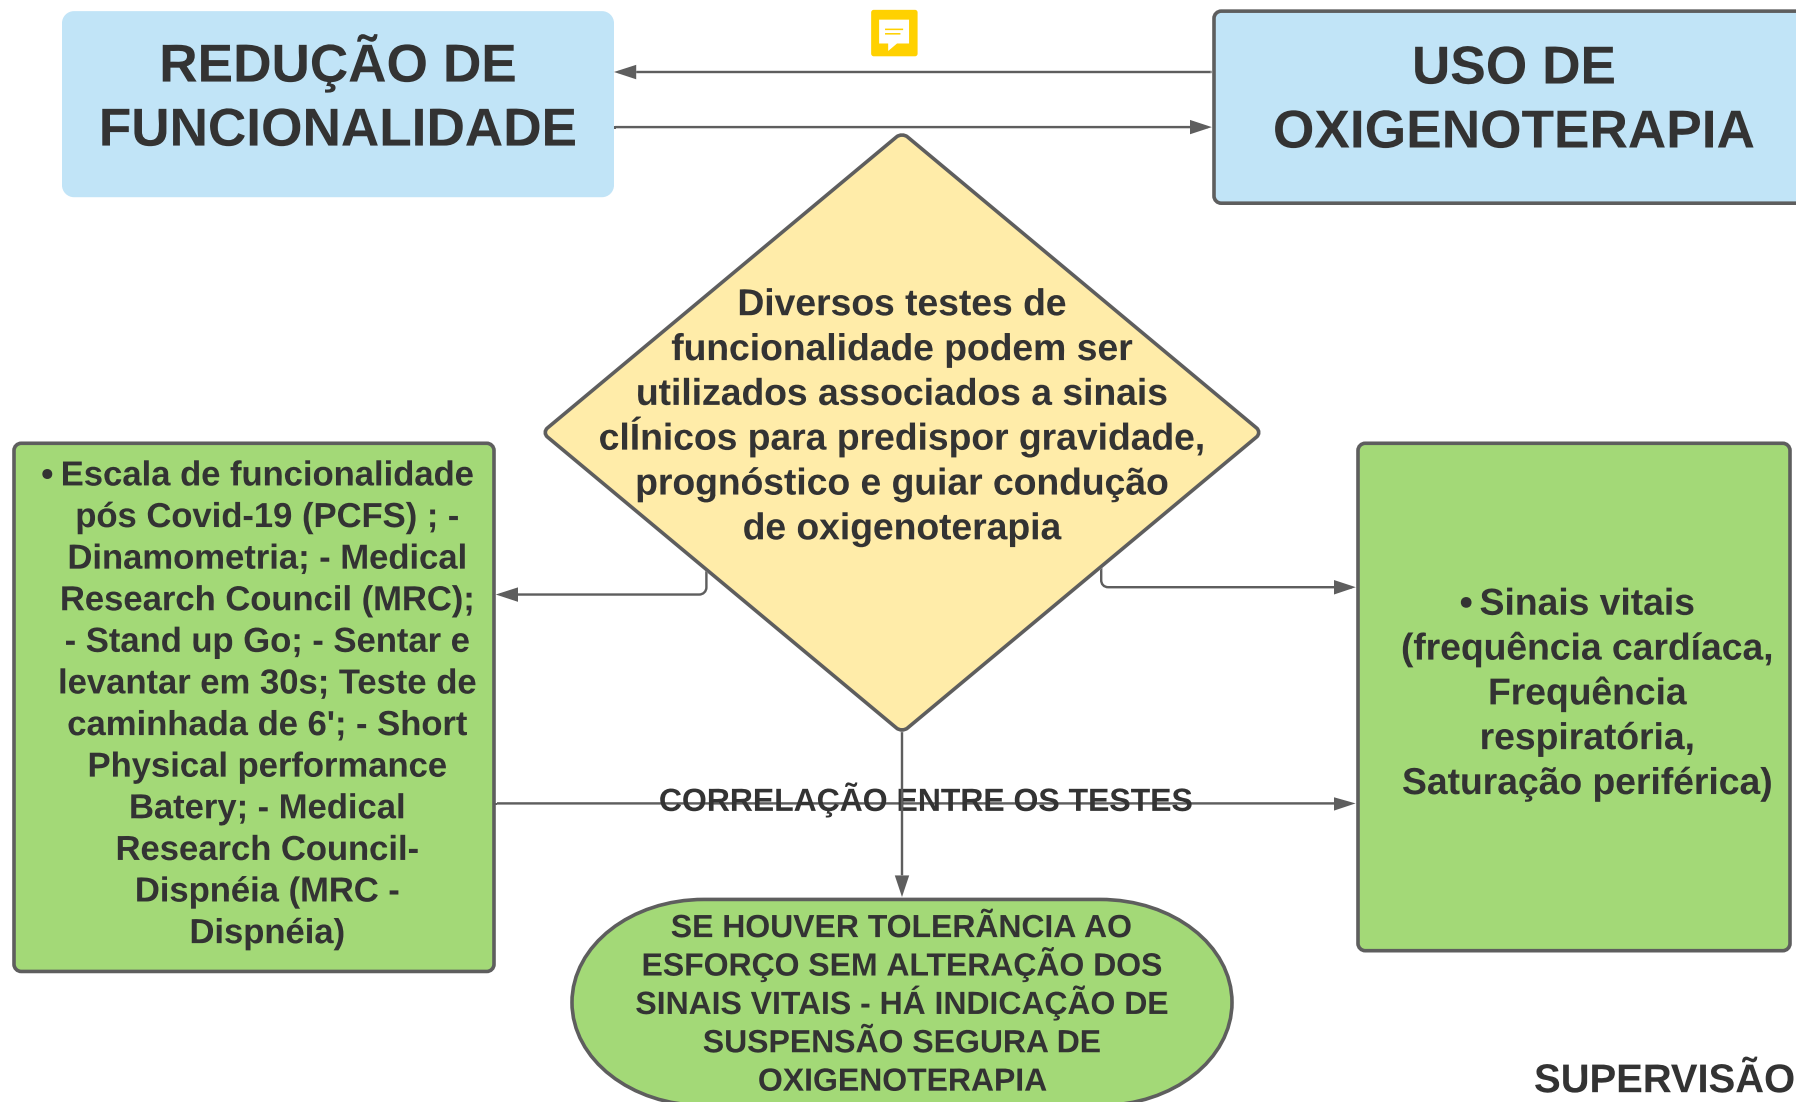 REDUÇÃO DE
FUNCIONALIDADE
USO DE
OXIGENOTERAPIA
Diversos testes de
funcionalidade podem ser
utilizados associados a sinais
clÍnicos para predispor gravidade,
prognóstico e guiar condução
de oxigenoterapia
• Escala de funcionalidade
pós Covid-19 (PCFS) ; -
Dinamometria; - Medical
Research Council (MRC);
- Stand up Go; - Sentar e
levantar em 30s; Teste de
caminhada de 6'; - Short
Physical performance
Batery; - Medical
Research Council-
Dispnéia (MRC -
Dispnéia)
• Sinais vitais
(frequência cardíaca,
Frequência
respiratória,
Saturação periférica)
CORRELAÇÃO ENTRE OS TESTES
SE HOUVER TOLERÃNCIA AO
ESFORÇO SEM ALTERAÇÃO DOS
SINAIS VITAIS - HÁ INDICAÇÃO DE
SUSPENSÃO SEGURA DE
OXIGENOTERAPIA
SUPERVISÃO